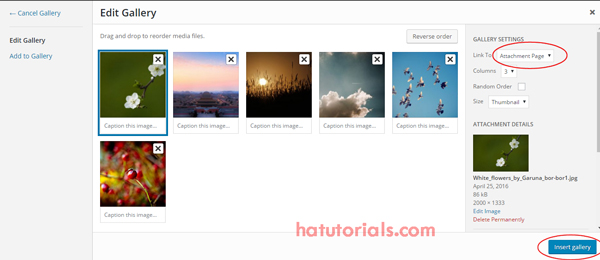 ← Cancel Gallery
Edit Gallery
Add to Gallery
Edit Gallery
Drag and drop to reorder media files.
Reverse order
Caption this image...
Caption this image...
Caption this image...
Caption this image...
Caption this image...
Caption this image...
hatutorials.com
GALLERY SETTINGS
Link To Attachment Page
Columns 3
Random Order
Size Thumbnail
ATTACHMENT DETAILS
White_flowers_by_Garuna_bor-bor1.jpg
April 25, 2016
86 kB
2000 × 1333
Edit Image
Delete Permanently
Insert gallery